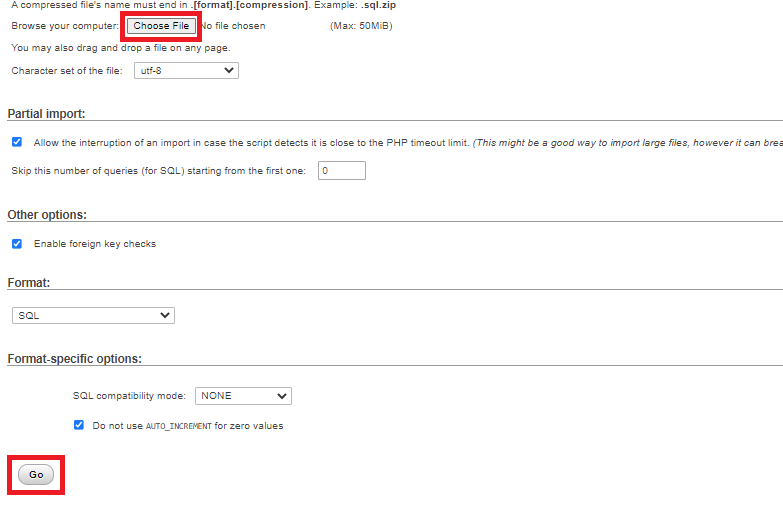 A compressed file's name must end in .[format].[compression]. Example: .sql.zip
Browse your computer: Choose File No file chosen (Max: 50MiB)
You may also drag and drop a file on any page.
Character set of the file: utf-8
Partial import:
Allow the interruption of an import in case the script detects it is close to the PHP timeout limit. (This might be a good way to import large files, however it can brea
Skip this number of queries (for SQL) starting from the first one: 0
Other options:
Enable foreign key checks
Format:
SQL
Format-specific options:
SQL compatibility mode: NONE
Do not use AUTO_INCREMENT for zero values
Go